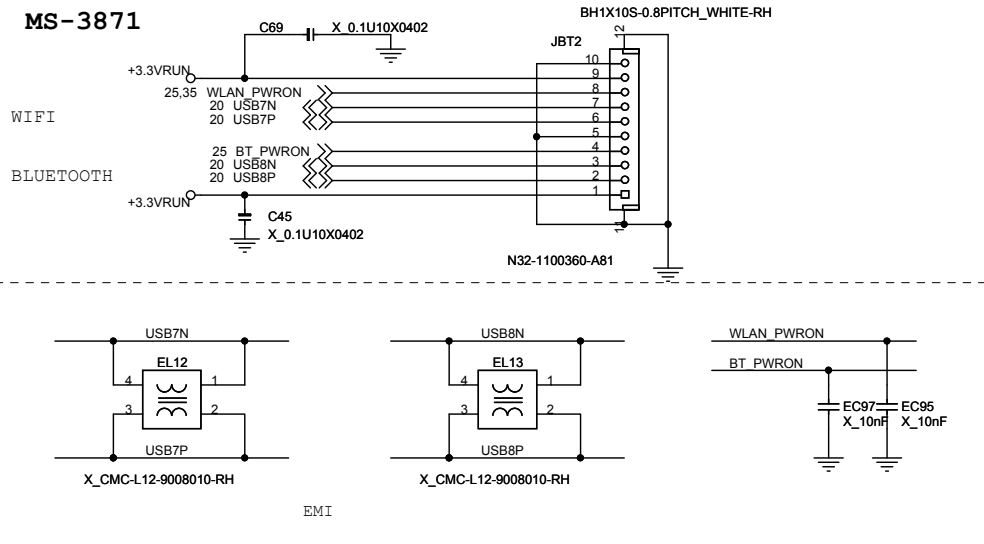 MS-3871
BH1X10S-0.8PITCH_WHITE-RH
C69 X_0.1U10X0402
JBT2
12
+3.3VRUN
10
9
25,35 WLAN_PWRON 8
WIFI
20 USB7N 7
20 USB7P 6
5
25 BT_PWRON 4
BLUETOOTH
20 USB8N 3
20 USB8P 2
1
+3.3VRUN
C45
X_0.1U10X0402
11
N32-1100360-A81
USB7N
EL12
4 1
3 2
USB7P
X_CMC-L12-9008010-RH
USB8N
EL13
4 1
3 2
USB8P
X_CMC-L12-9008010-RH
WLAN_PWRON
BT_PWRON
EC97
X_10nF
EC95
X_10nF
EMI